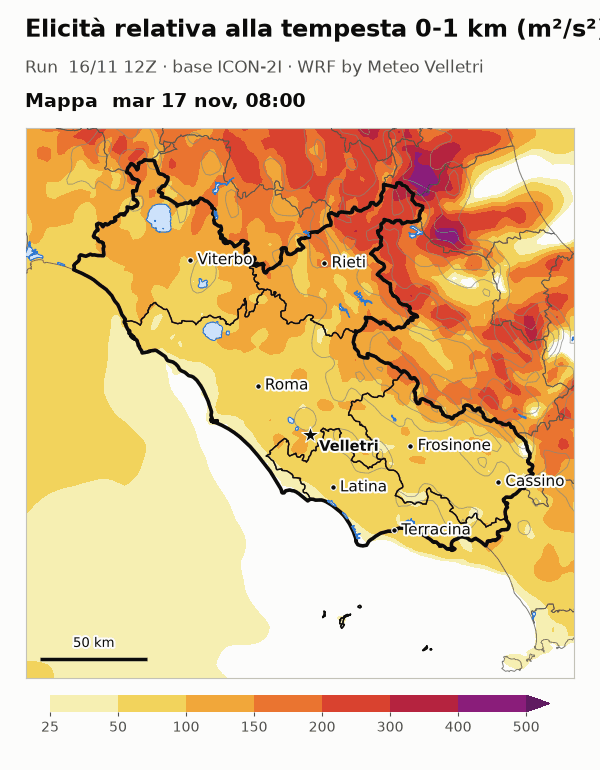 Elicità relativa alla tempesta 0-1 km (m²/s²)
Run  16/11 12Z · base ICON-2I · WRF by Meteo Velletri
Mappa  mar 17 nov, 08:00
Viterbo
Rieti
Roma
Velletri
Frosinone
Latina
Cassino
Terracina
50 km
25 50 100 150 200 300 400 500